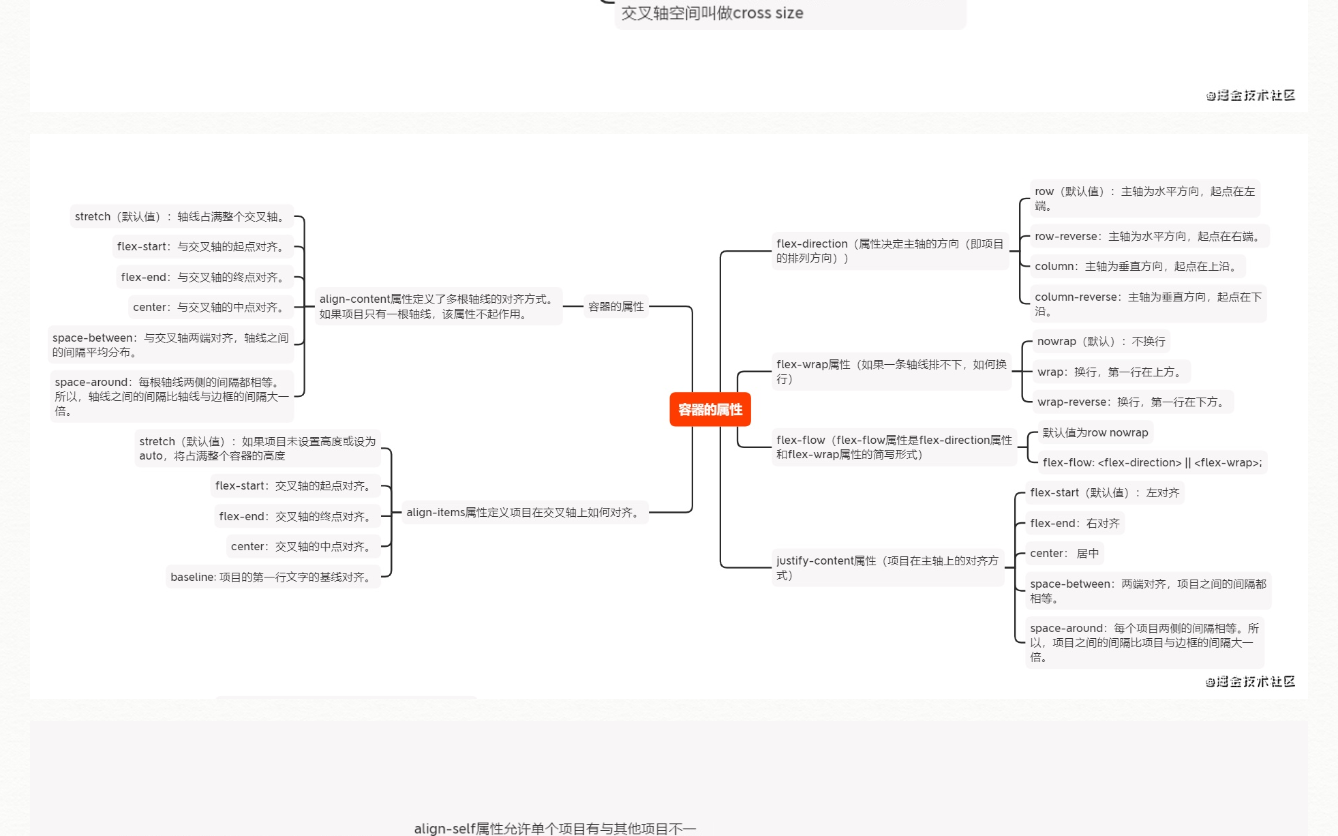 交叉轴空间叫做cross size
@掘金技术社区
stretch（默认值）：轴线占满整个交叉轴。
flex-start：与交叉轴的起点对齐。
flex-end：与交叉轴的终点对齐。
center：与交叉轴的中点对齐。
space-between：与交叉轴两端对齐，轴线之间
的间隔平均分布。
space-around：每根轴线两侧的间隔都相等。
所以，轴线之间的间隔比轴线与边框的间隔大一
倍。
align-content属性定义了多根轴线的对齐方式。
如果项目只有一根轴线，该属性不起作用。
容器的属性
stretch（默认值）：如果项目未设置高度或设为
auto，将占满整个容器的高度
flex-start：交叉轴的起点对齐。
flex-end：交叉轴的终点对齐。
center：交叉轴的中点对齐。
baseline: 项目的第一行文字的基线对齐。
align-items属性定义项目在交叉轴上如何对齐。
容器的属性
flex-direction（属性决定主轴的方向（即项目
的排列方向））
row（默认值）：主轴为水平方向，起点在左
端。
row-reverse：主轴为水平方向，起点在右端。
column：主轴为垂直方向，起点在上沿。
column-reverse：主轴为垂直方向，起点在下
沿。
flex-wrap属性（如果一条轴线排不下，如何换
行）
nowrap（默认）：不换行
wrap：换行，第一行在上方。
wrap-reverse：换行，第一行在下方。
flex-flow（flex-flow属性是flex-direction属性
和flex-wrap属性的简写形式）
默认值为row nowrap
flex-flow: <flex-direction> || <flex-wrap>;
justify-content属性（项目在主轴上的对齐方
式）
flex-start（默认值）：左对齐
flex-end：右对齐
center： 居中
space-between：两端对齐，项目之间的间隔都
相等。
space-around：每个项目两侧的间隔相等。所
以，项目之间的间隔比项目与边框的间隔大一
倍。
@掘金技术社区
align-self属性允许单个项目有与其他项目不一